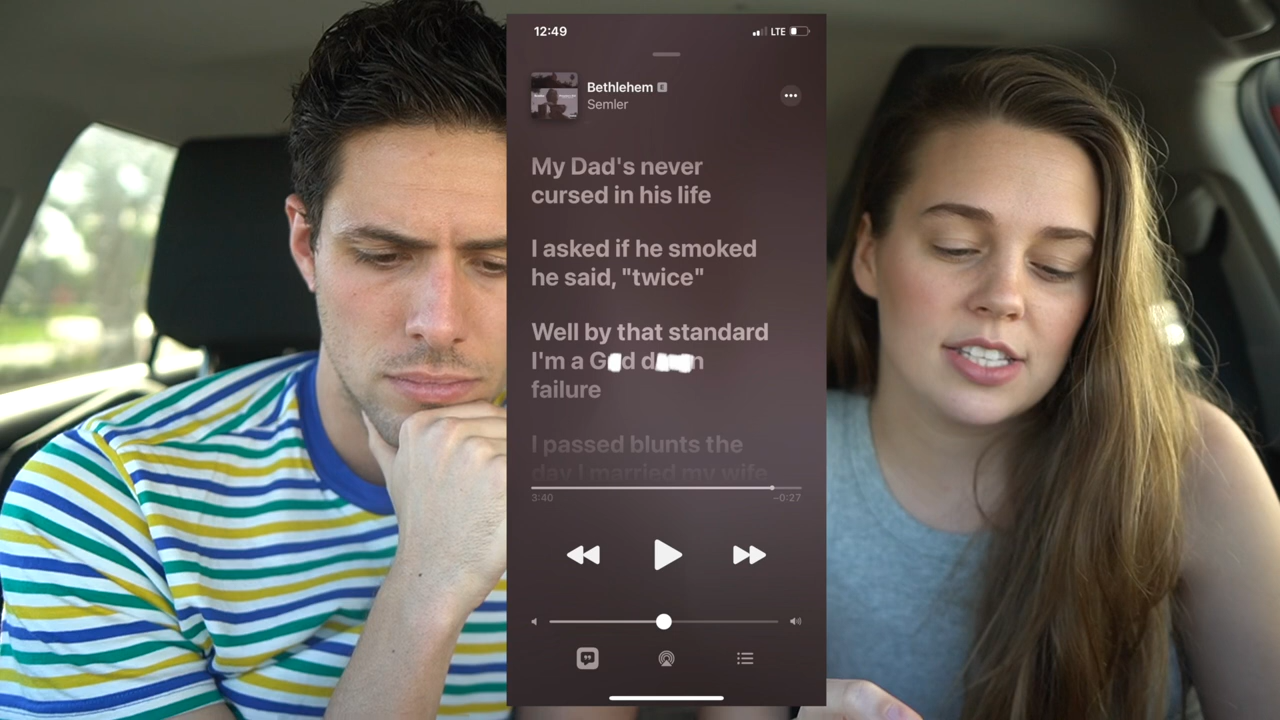 12:49
LTE
Bethlehem E
Semler
My Dad's never
cursed in his life
I asked if he smoked
he said, "twice"
Well by that standard
I'm a G d d n
failure
I passed blunts the
day I married my wife
3:40
-0:27